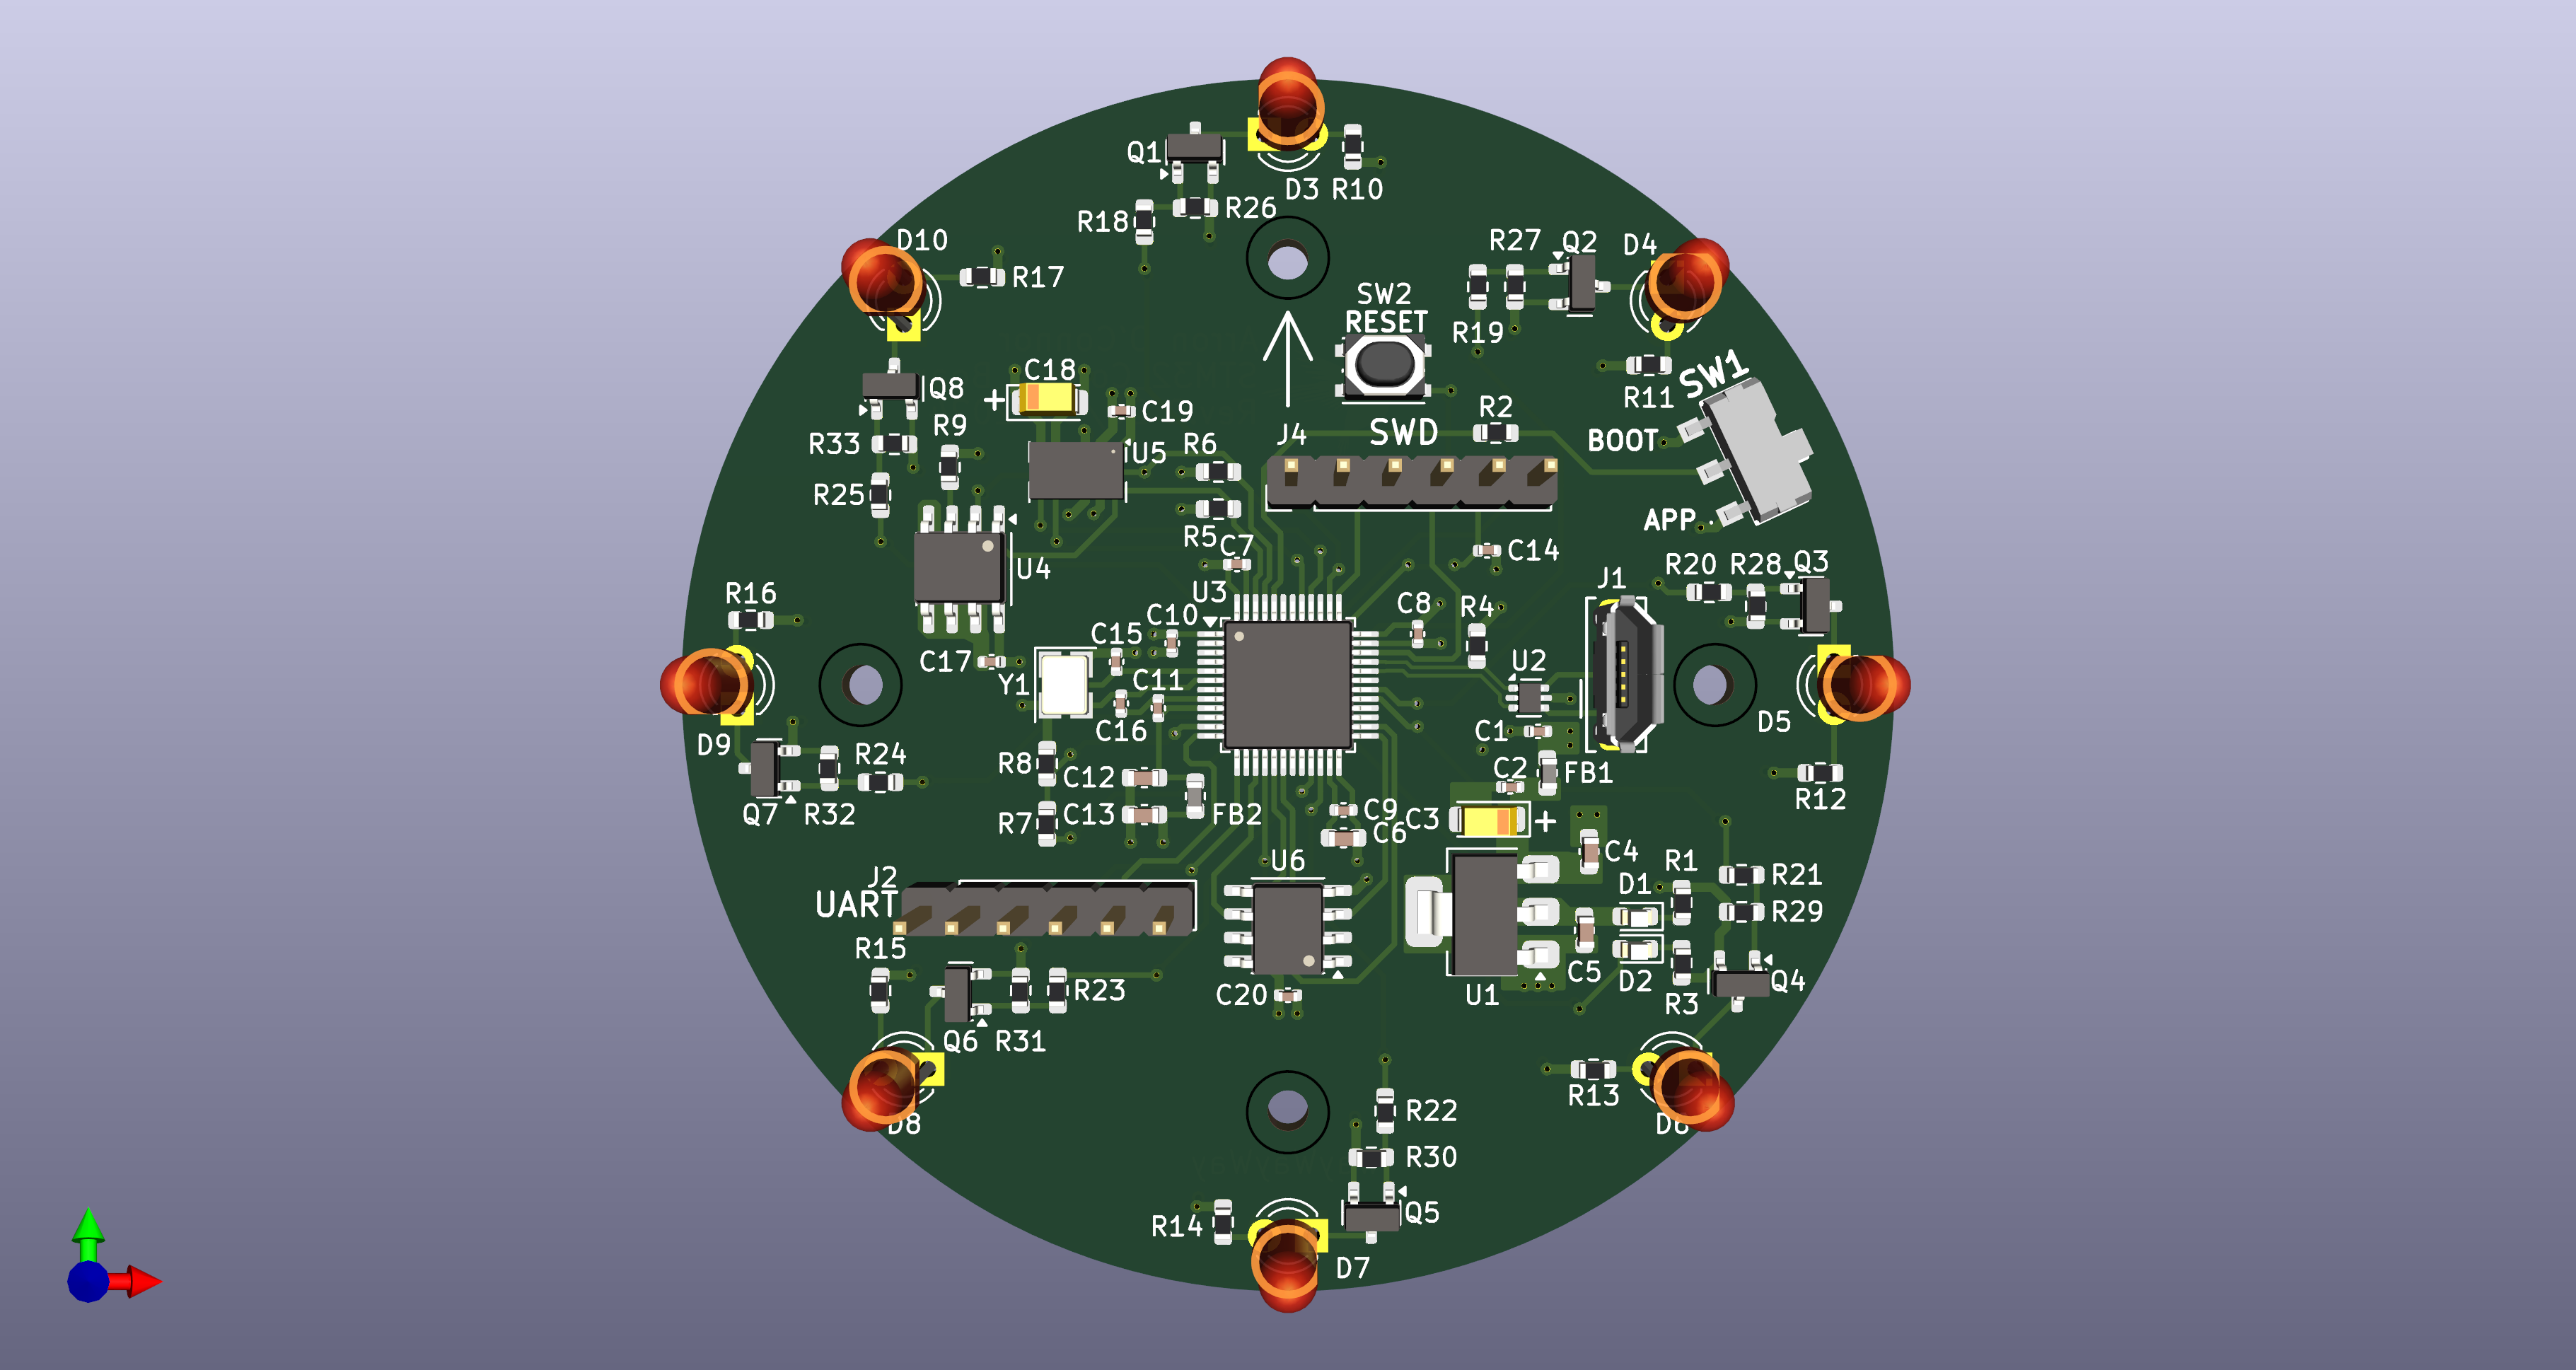 Q1
D3 R10
R18 R26
D10
R17
R27 Q2 D4
SW2
RESET
R19
SW1
R11
C18
+
C19
Q8
R9
R33
R25
U5
R6
R5
J4
SWD
R2
BOOT
APP
C7
C14
U4
U3
R16
R20 R28 Q3
J1
C10
C15
C8 R4
C17
Y1
C11
C16
U2
C1
D9
D5
R24
Q7 R32
R8 C12
R7 C13
FB2
C2 FB1
R12
C9
C6
C3
+
C4
U6
J2
UART
R1
D1
R21
R29
R15
R23
Q6 R31
C20
U1
C5 D2
R3
Q4
D8
D6
R13
R22
R30
R14
Q5
D7